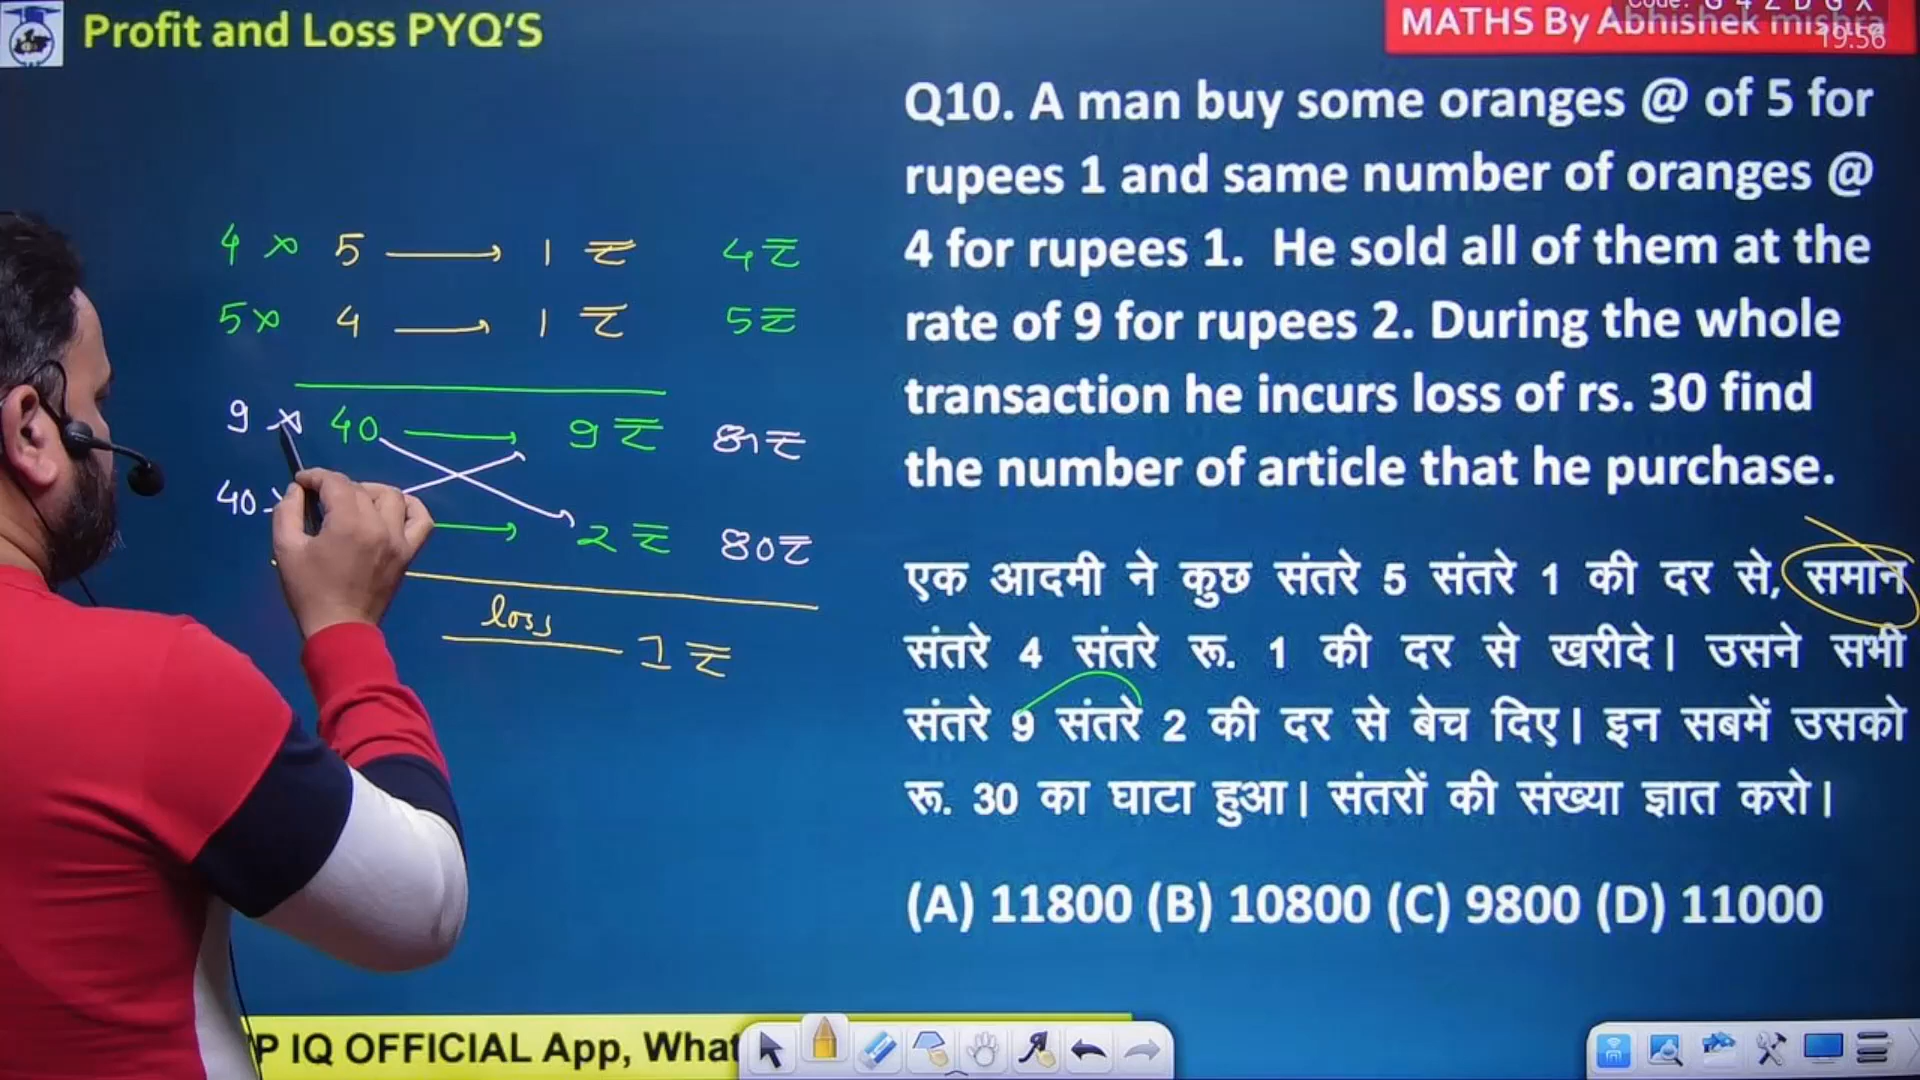 Profit and Loss PYQ'S
MATHS By Abhishek mishra
Code: G 4 Z D G X
19:56
Q10. A man buy some oranges @ of 5 for
rupees 1 and same number of oranges @
4 for rupees 1. He sold all of them at the
rate of 9 for rupees 2. During the whole
transaction he incurs loss of rs. 30 find
the number of article that he purchase.
एक आदमी ने कुछ संतरे 5 संतरे 1 की दर से, समान
संतरे 4 संतरे रू. 1 की दर से खरीदे। उसने सभी
संतरे 9 संतरे 2 की दर से बेच दिए। इन सबमें उसको
रू. 30 का घाटा हुआ। संतरों की संख्या ज्ञात करो।
(A) 11800 (B) 10800 (C) 9800 (D) 11000
4 × 5 → 1 ₹ 4₹
5× 4 → 1 ₹ 5₹
9 × 40 → 9 ₹ 81₹
40 × → 2 ₹ 80₹
loss 1 ₹
P IQ OFFICIAL App, What